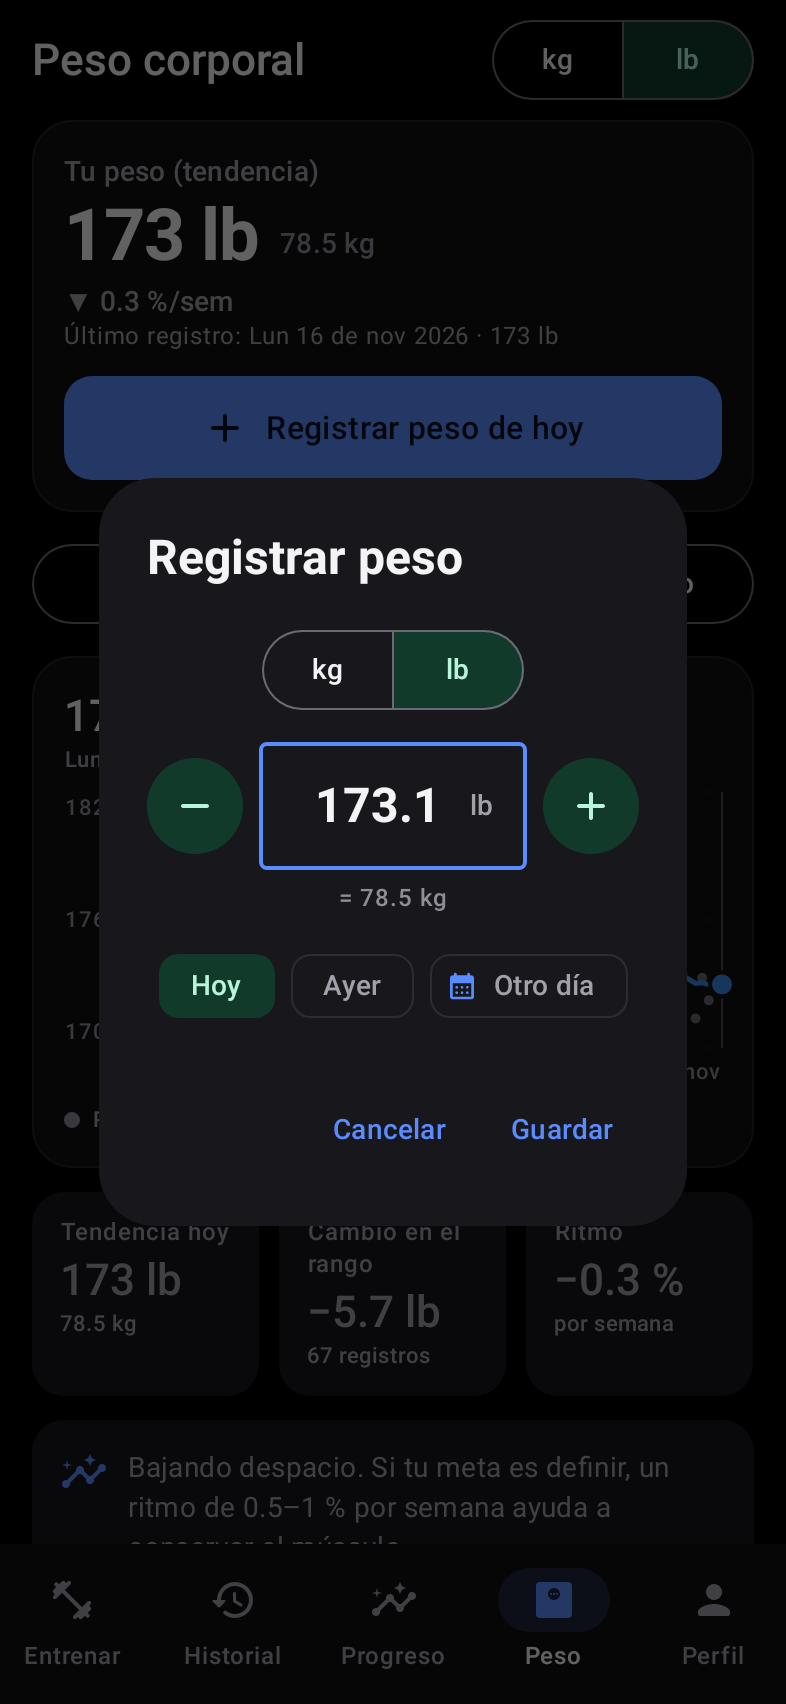 Peso corporal
kg
lb
Tu peso (tendencia)
173 lb 78.5 kg
▼ 0.3 %/sem
Último registro: Lun 16 de nov 2026 · 173 lb
+ Registrar peso de hoy
Registrar peso
kg
lb
− 173.1 lb +
= 78.5 kg
Hoy
Ayer
Otro día
Cancelar
Guardar
182
176
170
nov
Tendencia hoy
173 lb
78.5 kg
Cambio en el
rango
−5.7 lb
67 registros
Ritmo
−0.3 %
por semana
Bajando despacio. Si tu meta es definir, un
ritmo de 0.5–1 % por semana ayuda a
Entrenar
Historial
Progreso
Peso
Perfil